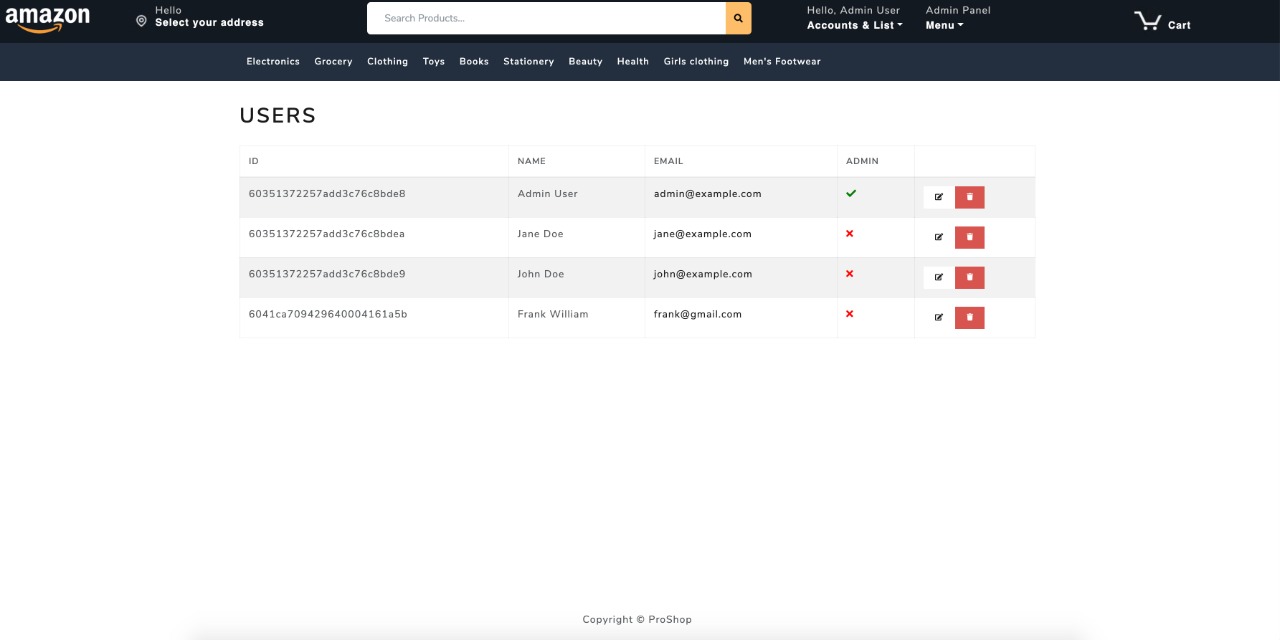 amazon
Hello
Select your address
Search Products...
Hello, Admin User
Accounts & List
Admin Panel
Menu
Cart
Electronics Grocery Clothing Toys Books Stationery Beauty Health Girls clothing Men's Footwear
USERS
ID NAME EMAIL ADMIN
60351372257add3c76c8bde8 Admin User admin@example.com
60351372257add3c76c8bdea Jane Doe jane@example.com
60351372257add3c76c8bde9 John Doe john@example.com
6041ca709429640004161a5b Frank William frank@gmail.com
Copyright © ProShop